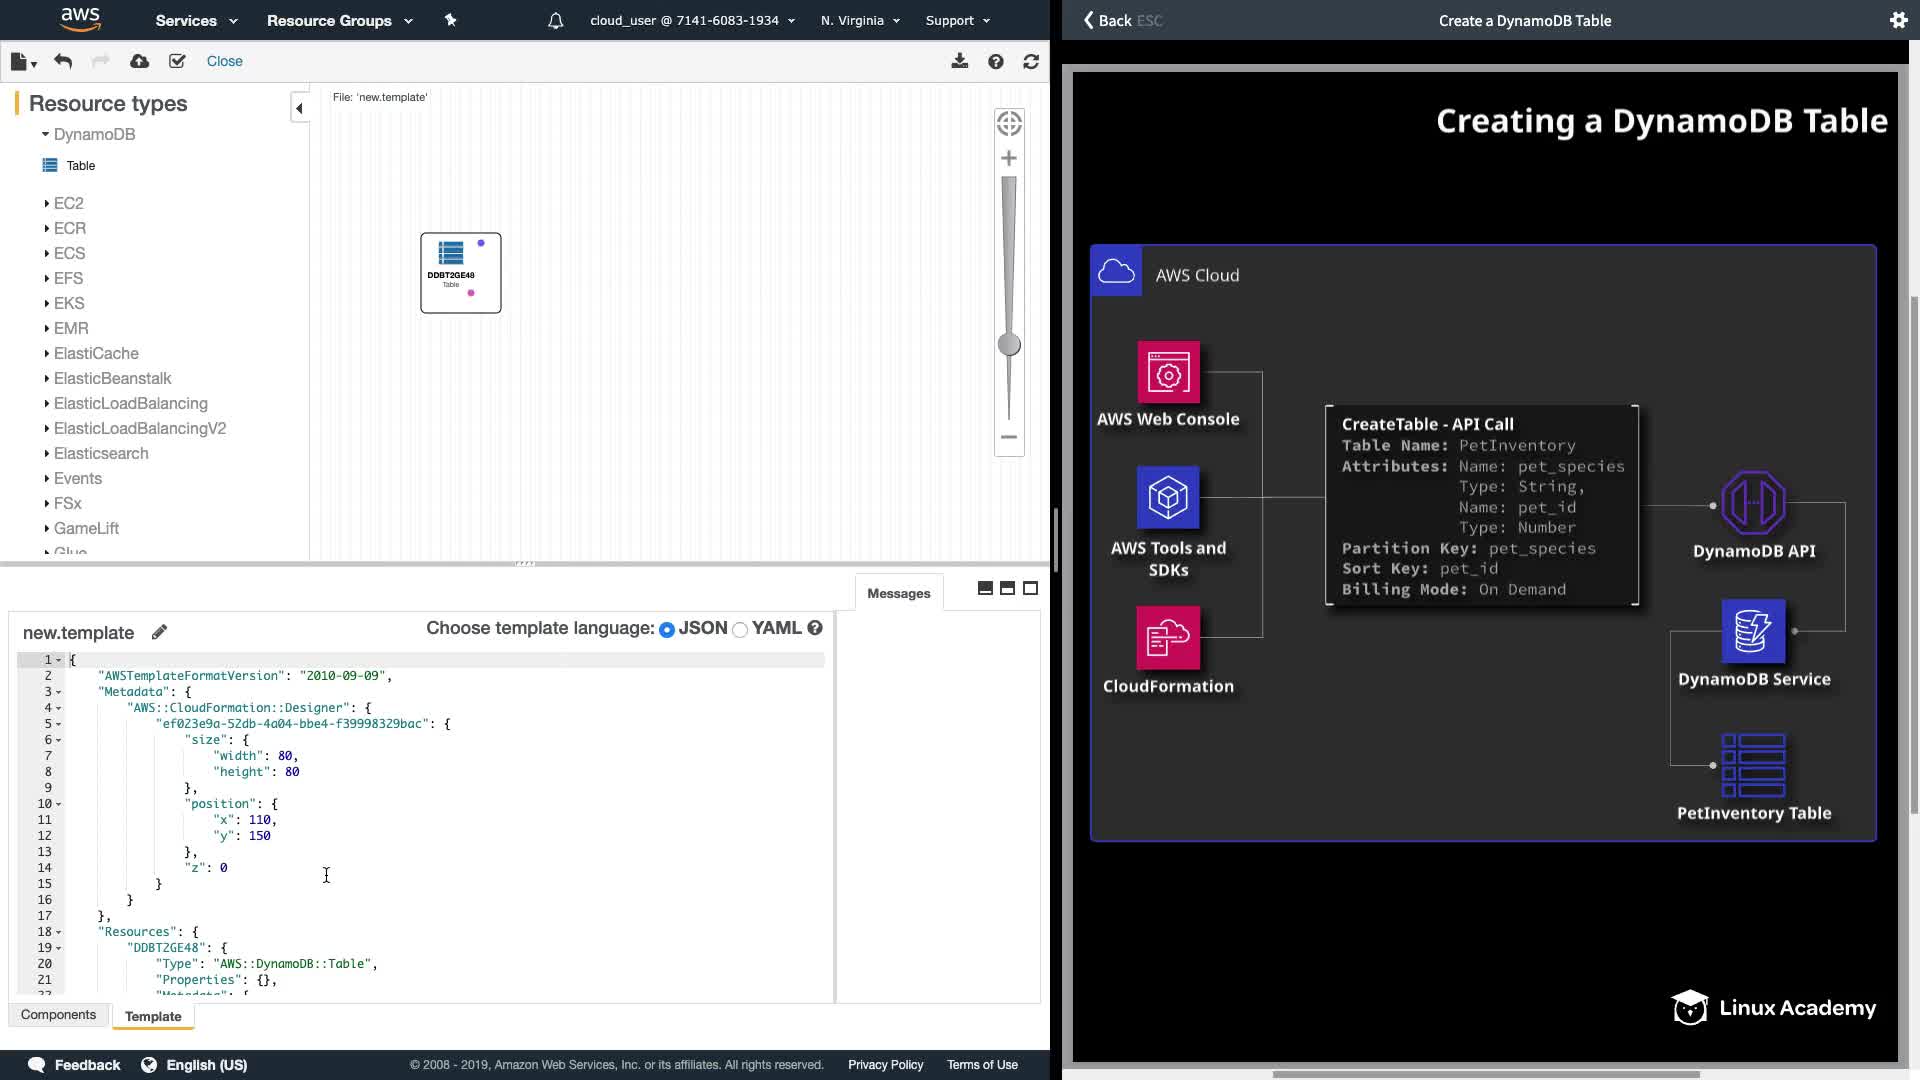 aws
Services
Resource Groups
cloud_user @ 7141-6083-1934
N. Virginia
Support
Back ESC
Create a DynamoDB Table
Close
Resource types
DynamoDB
Table
EC2
ECR
ECS
EFS
EKS
EMR
ElastiCache
ElasticBeanstalk
ElasticLoadBalancing
ElasticLoadBalancingV2
Elasticsearch
Events
FSx
GameLift
Glue
File: 'new.template'
DDBT2GE48
Table
Messages
new.template
Choose template language: JSON YAML
1 {
2 "AWSTemplateFormatVersion": "2010-09-09",
3 "Metadata": {
4 "AWS::CloudFormation::Designer": {
5 "ef023e9a-52db-4a04-bbe4-f39998329bac": {
6 "size": {
7 "width": 80,
8 "height": 80
9 },
10 "position": {
11 "x": 110,
12 "y": 150
13 },
14 "z": 0
15 }
16 }
17 },
18 "Resources": {
19 "DDBT2GE48": {
20 "Type": "AWS::DynamoDB::Table",
21 "Properties": {},
22 "Metadata": {
Components
Template
Feedback
English (US)
© 2008 - 2019, Amazon Web Services, Inc. or its affiliates. All rights reserved.
Privacy Policy
Terms of Use
Creating a DynamoDB Table
AWS Cloud
AWS Web Console
AWS Tools and
SDKs
CloudFormation
CreateTable - API Call
Table Name: PetInventory
Attributes: Name: pet_species
Type: String,
Name: pet_id
Type: Number
Partition Key: pet_species
Sort Key: pet_id
Billing Mode: On Demand
DynamoDB API
DynamoDB Service
PetInventory Table
Linux Academy